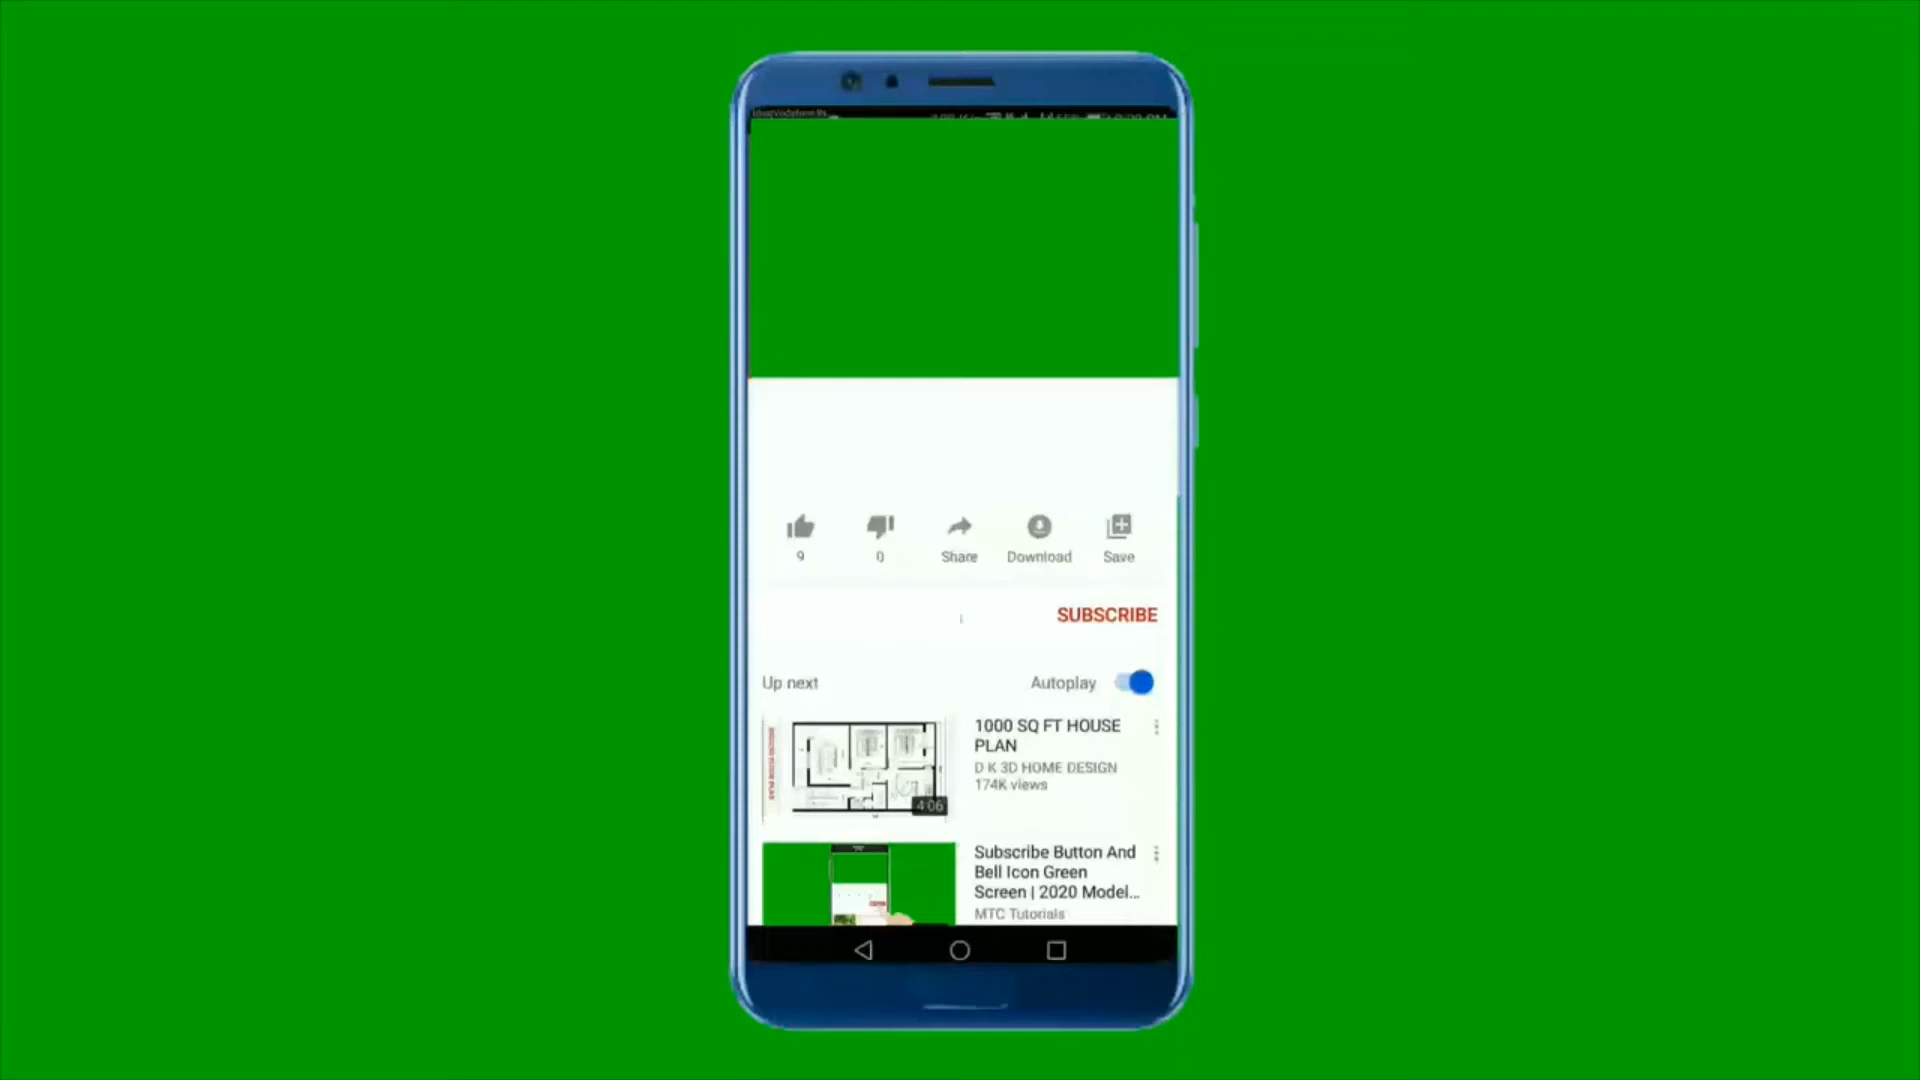 9
0
Share
Download
Save
SUBSCRIBE
Up next
Autoplay
1000 SQ FT HOUSE
PLAN
D K 3D HOME DESIGN
174K views
4:06
Subscribe Button And
Bell Icon Green
Screen | 2020 Model...
MTC Tutorials